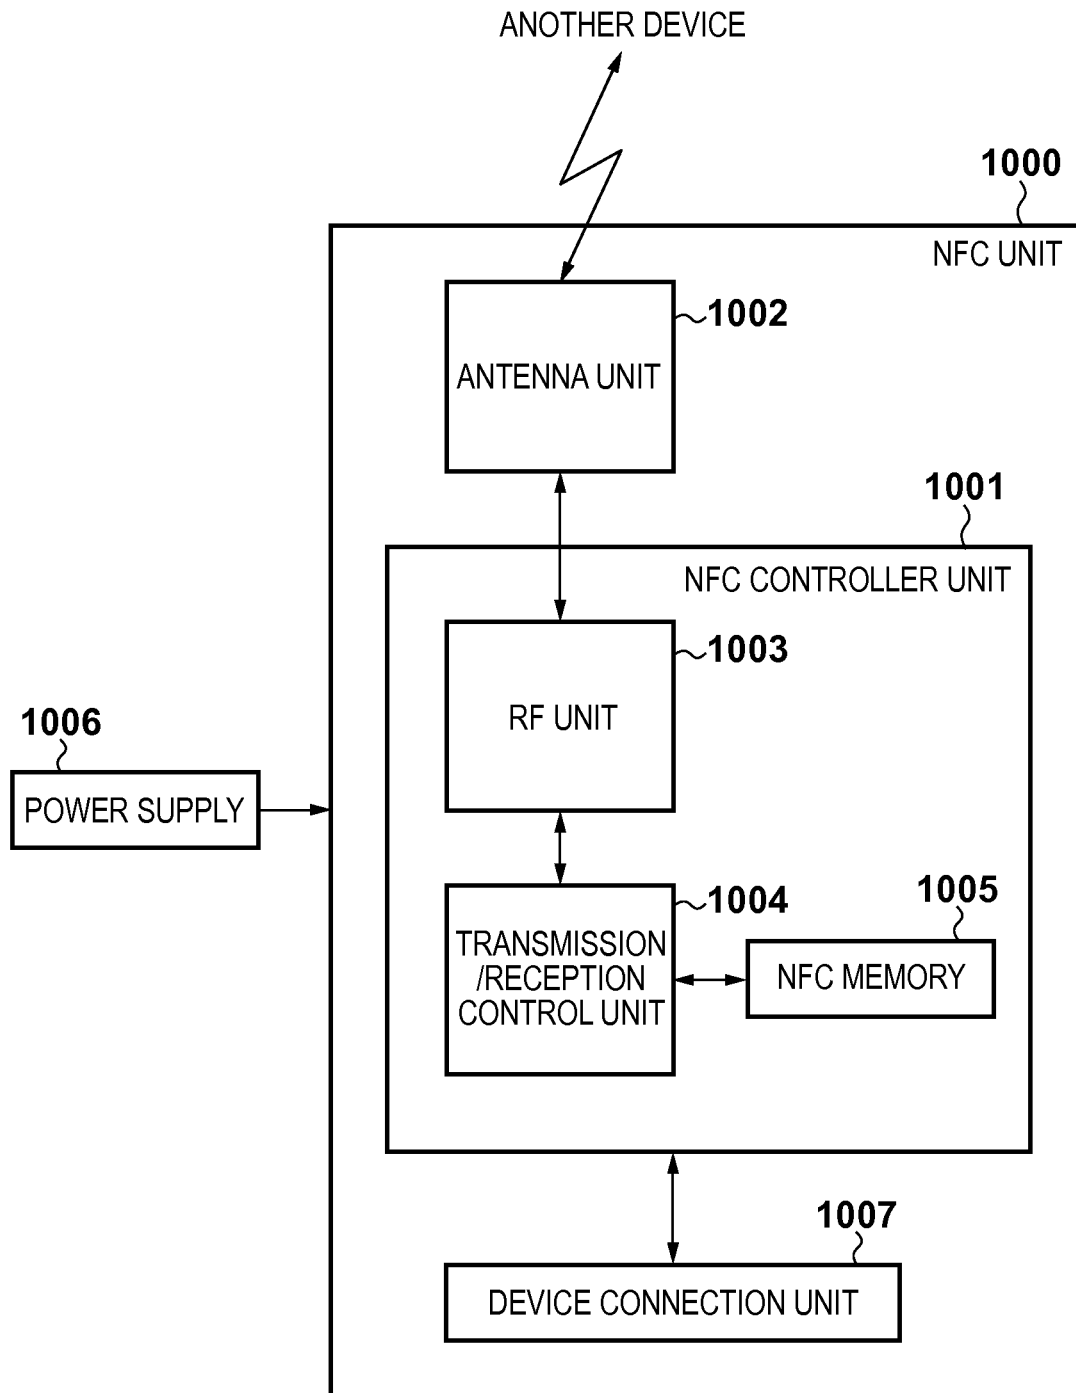 ANOTHER DEVICE
1000
NFC UNIT
1002
ANTENNA UNIT
1001
NFC CONTROLLER UNIT
1003
RF UNIT
1006
POWER SUPPLY
1004
TRANSMISSION
/RECEPTION
CONTROL UNIT
1005
NFC MEMORY
1007
DEVICE CONNECTION UNIT